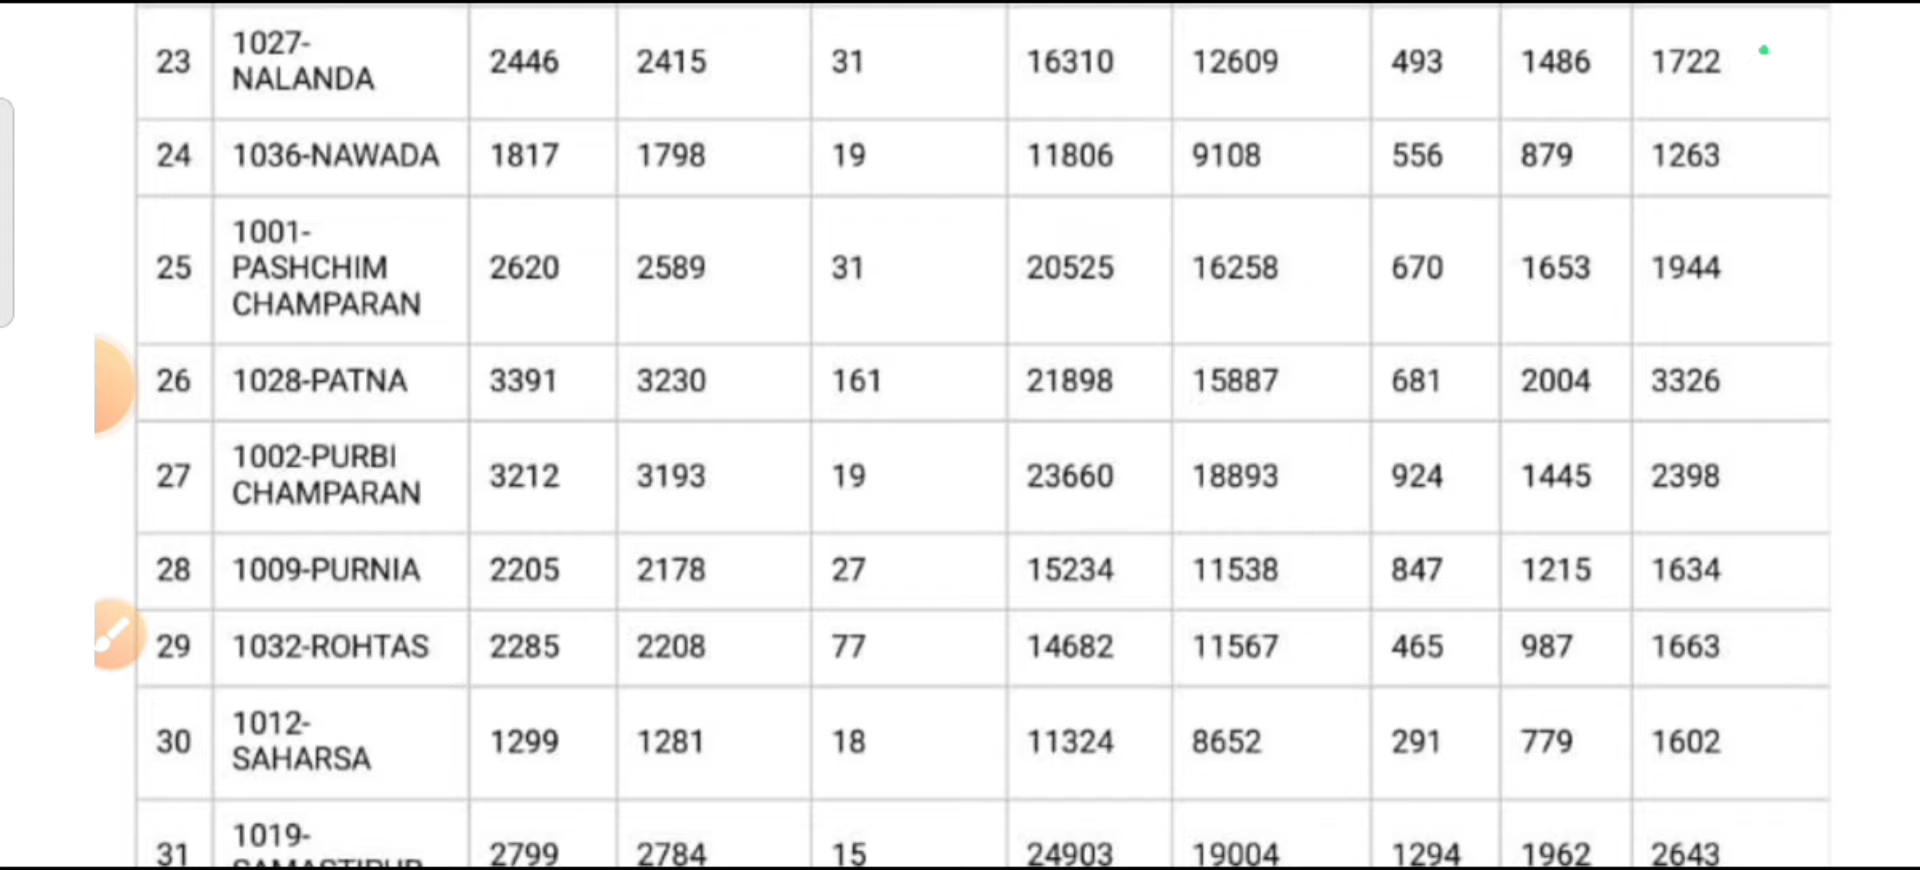 23 1027-NALANDA 2446 2415 31 16310 12609 493 1486 1722
24 1036-NAWADA 1817 1798 19 11806 9108 556 879 1263
25 1001-PASHCHIM CHAMPARAN 2620 2589 31 20525 16258 670 1653 1944
26 1028-PATNA 3391 3230 161 21898 15887 681 2004 3326
27 1002-PURBI CHAMPARAN 3212 3193 19 23660 18893 924 1445 2398
28 1009-PURNIA 2205 2178 27 15234 11538 847 1215 1634
29 1032-ROHTAS 2285 2208 77 14682 11567 465 987 1663
30 1012-SAHARSA 1299 1281 18 11324 8652 291 779 1602
31 1019- 2799 2784 15 24903 19004 1294 1962 2643